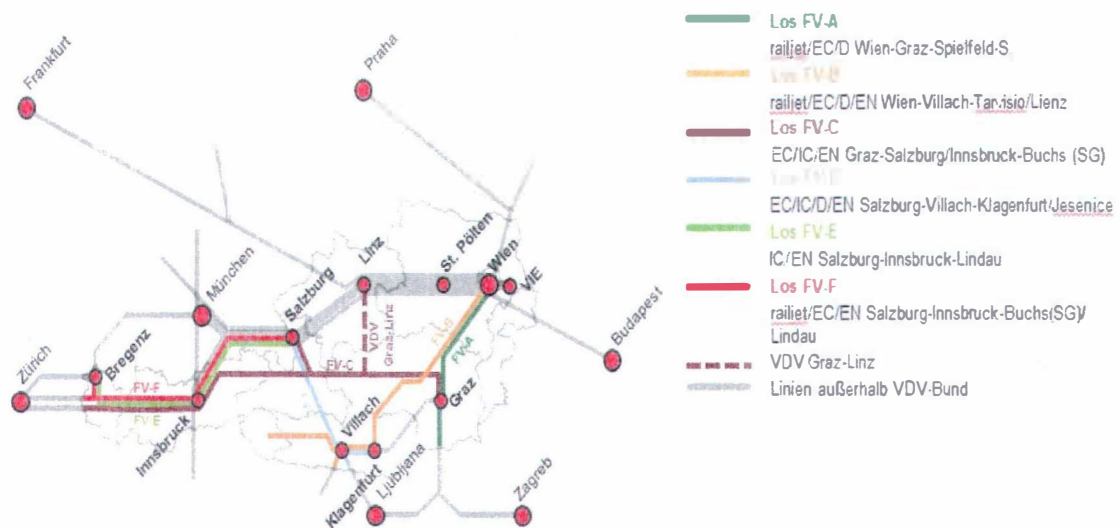 Frankfurt
Praha
München
Salzburg
Linz
St. Pölten
Wien
VIE
Budapest
Zürich
Bregenz
Innsbruck
Villach
Klagenfurt
Ljubljana
Graz
Zagreb
FV-F
FV-E
FV-C
VDV
Graz-Linz
FV-B
FV-A
Los FV-A
railjet/EC/D Wien-Graz-Spielfeld-S
Los FV-B
railjet/EC/D/EN Wien-Villach-Tarvisio/Lienz
Los FV-C
EC/IC/EN Graz-Salzburg/Innsbruck-Buchs (SG)
EC/IC/D/EN Salzburg-Villach-Klagenfurt/Jesenice
Los FV-E
IC/EN Salzburg-Innsbruck-Lindau
Los FV-F
railjet/EC/EN Salzburg-Innsbruck-Buchs(SG)/
Lindau
VDV Graz-Linz
Linien außerhalb VDV-Bund